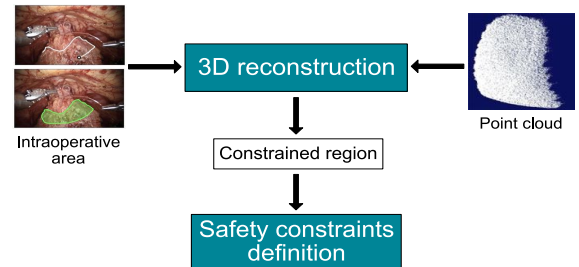 3D reconstruction
Intraoperative
area
Point cloud
Constrained region
Safety constraints
definition